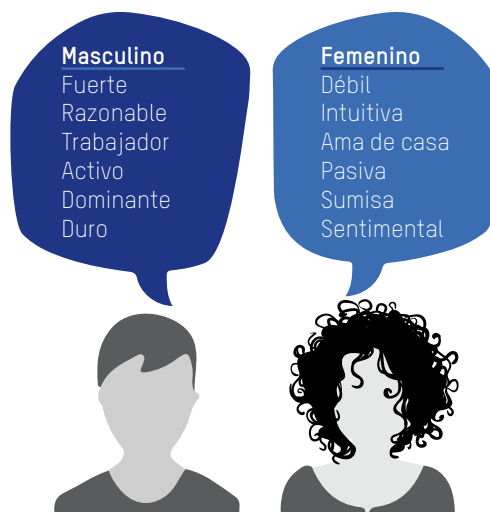 Masculino
Fuerte
Razonable
Trabajador
Activo
Dominante
Duro
Femenino
Débil
Intuitiva
Ama de casa
Pasiva
Sumisa
Sentimental